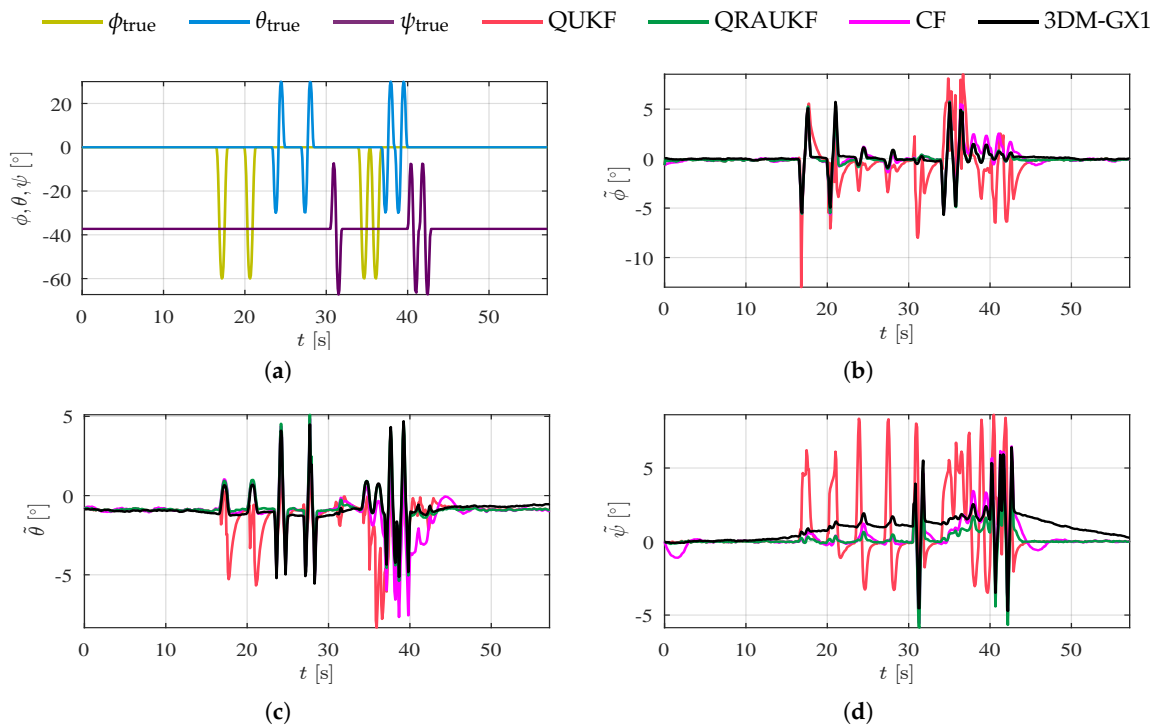 ϕtrue θtrue ψtrue QUKF QRAUKF CF 3DM-GX1
20
0
-20
-40
-60
ϕ, θ, ψ [°]
0 10 20 30 40 50
t [s]
(a)
5
0
-5
-10
ϕ̃ [°]
0 10 20 30 40 50
t [s]
(b)
5
0
-5
θ̃ [°]
0 10 20 30 40 50
t [s]
(c)
5
0
-5
ψ̃ [°]
0 10 20 30 40 50
t [s]
(d)